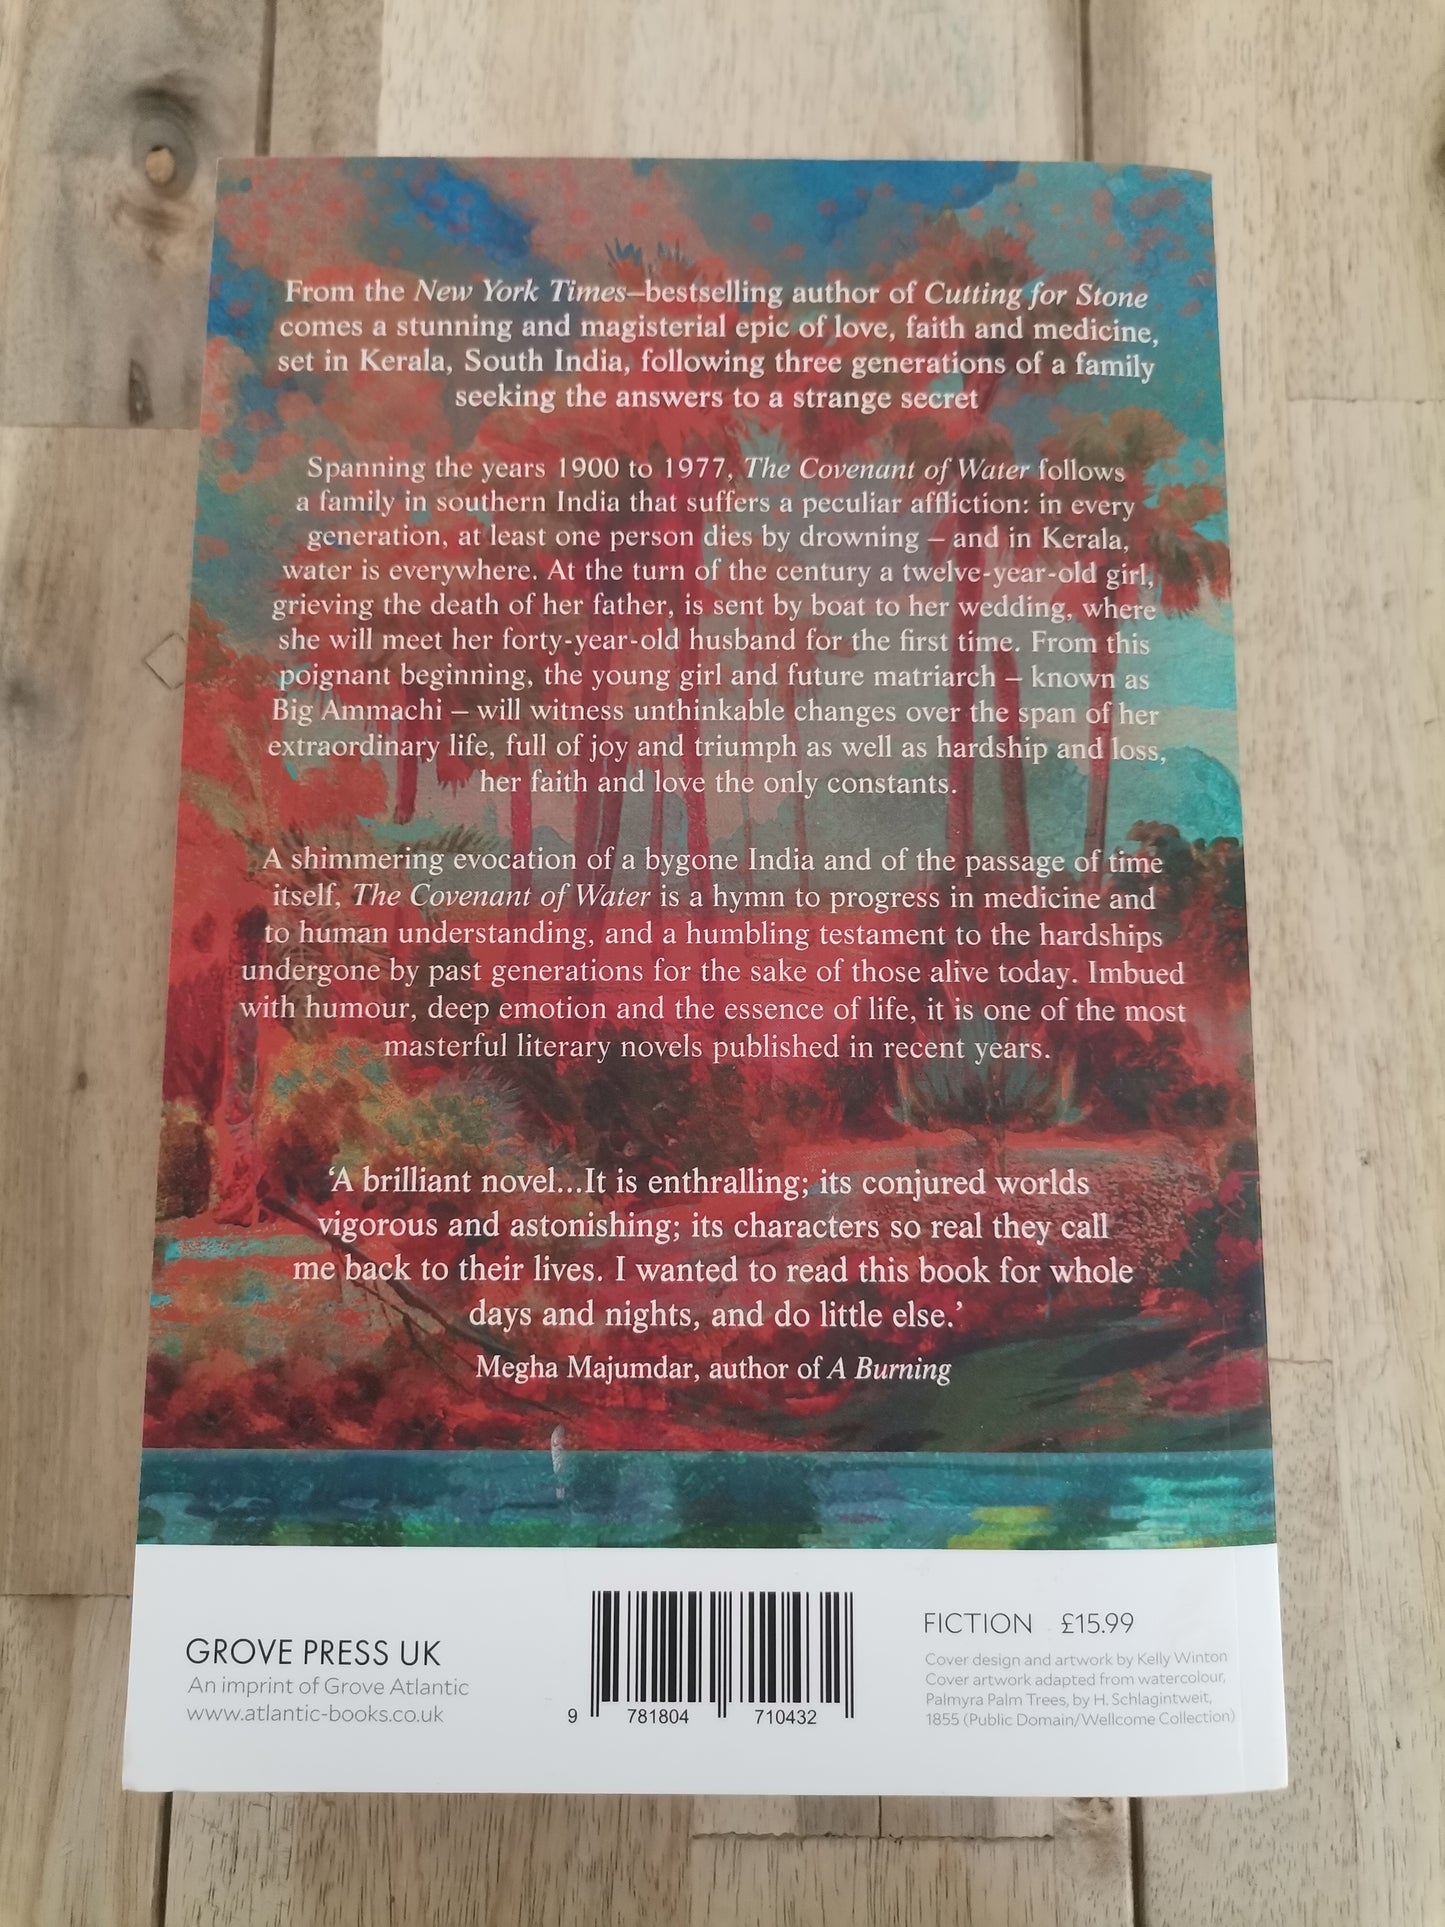 From the New York Times–bestselling author of Cutting for Stone
comes a stunning and magisterial epic of love, faith and medicine,
set in Kerala, South India, following three generations of a family
seeking the answers to a strange secret
Spanning the years 1900 to 1977, The Covenant of Water follows
a family in southern India that suffers a peculiar affliction: in every
generation, at least one person dies by drowning – and in Kerala,
water is everywhere. At the turn of the century a twelve-year-old girl,
grieving the death of her father, is sent by boat to her wedding, where
she will meet her forty-year-old husband for the first time. From this
poignant beginning, the young girl and future matriarch – known as
Big Ammachi – will witness unthinkable changes over the span of her
extraordinary life, full of joy and triumph as well as hardship and loss,
her faith and love the only constants.
A shimmering evocation of a bygone India and of the passage of time
itself, The Covenant of Water is a hymn to progress in medicine and
to human understanding, and a humbling testament to the hardships
undergone by past generations for the sake of those alive today. Imbued
with humour, deep emotion and the essence of life, it is one of the most
masterful literary novels published in recent years.
‘A brilliant novel...It is enthralling; its conjured worlds
vigorous and astonishing; its characters so real they call
me back to their lives. I wanted to read this book for whole
days and nights, and do little else.’
Megha Majumdar, author of A Burning
GROVE PRESS UK
An imprint of Grove Atlantic
www.atlantic-books.co.uk
9 781804 710432
FICTION £15.99
Cover design and artwork by Kelly Winton
Cover artwork adapted from watercolour,
Palmyra Palm Trees, by H. Schlagintweit,
1855 (Public Domain/Wellcome Collection)